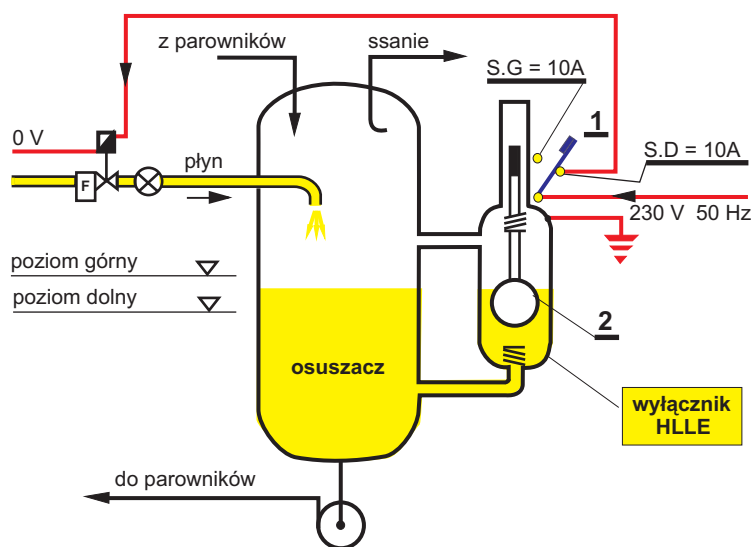 z parowników
ssanie
S.G = 10A
1
S.D = 10A
0 V
płyn
F
230 V 50 Hz
poziom górny
poziom dolny
2
osuszacz
wyłącznik
HLLE
do parowników